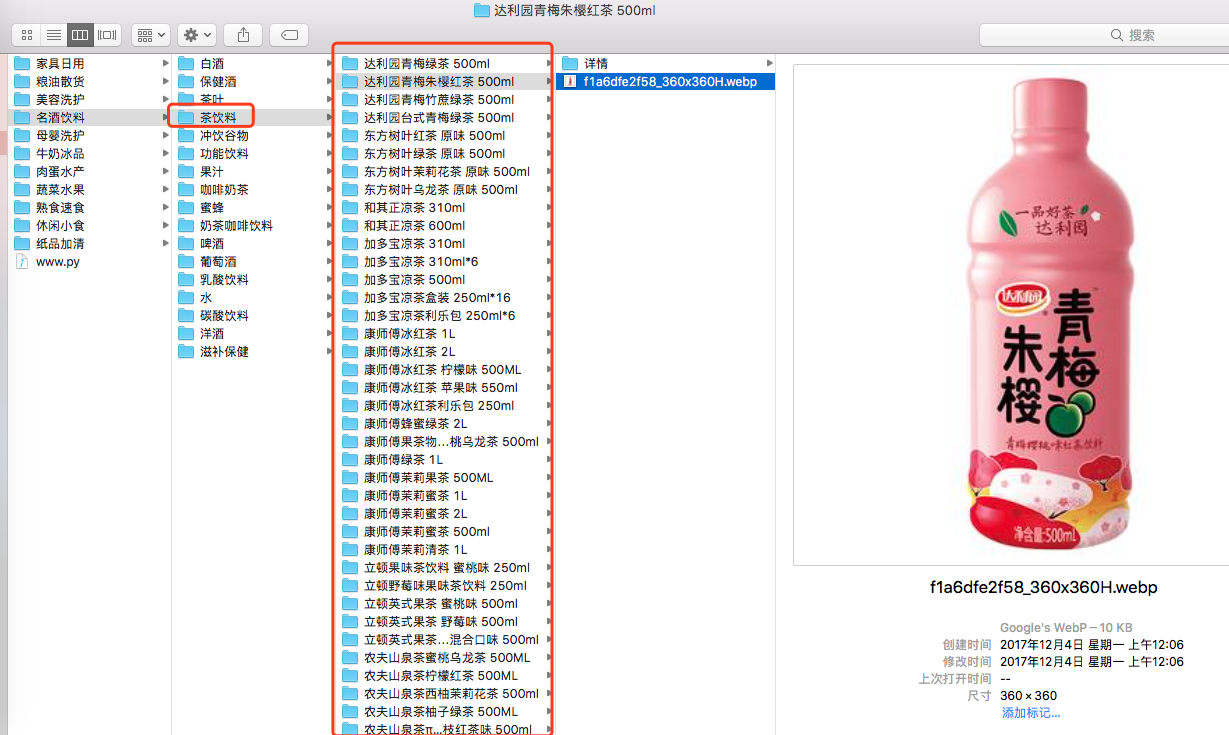 达利园青梅朱樱红茶 500ml
搜索
家具日用
粮油散货
美容洗护
名酒饮料
母婴洗护
牛奶冰品
肉蛋水产
蔬菜水果
熟食速食
休闲小食
纸品加清
www.py
白酒
保健酒
茶叶
茶饮料
冲饮谷物
功能饮料
果汁
咖啡奶茶
蜜蜂
奶茶咖啡饮料
啤酒
葡萄酒
乳酸饮料
水
碳酸饮料
洋酒
滋补保健
达利园青梅绿茶 500ml
达利园青梅朱樱红茶 500ml
达利园青梅竹蔗绿茶 500ml
达利园台式青梅绿茶 500ml
东方树叶红茶 原味 500ml
东方树叶绿茶 原味 500ml
东方树叶茉莉花茶 原味 500ml
东方树叶乌龙茶 原味 500ml
和其正凉茶 310ml
和其正凉茶 600ml
加多宝凉茶 310ml
加多宝凉茶 310ml*6
加多宝凉茶 500ml
加多宝凉茶盒装 250ml*16
加多宝凉茶利乐包 250ml*6
康师傅冰红茶 1L
康师傅冰红茶 2L
康师傅冰红茶 柠檬味 500ML
康师傅冰红茶 苹果味 550ml
康师傅冰红茶利乐包 250ml
康师傅蜂蜜绿茶 2L
康师傅果茶物…桃乌龙茶 500ml
康师傅绿茶 1L
康师傅茉莉果茶 500ML
康师傅茉莉蜜茶 1L
康师傅茉莉蜜茶 2L
康师傅茉莉蜜茶 500ml
康师傅茉莉清茶 1L
立顿果味茶饮料 蜜桃味 250ml
立顿野莓味果味茶饮料 250ml
立顿英式果茶 蜜桃味 500ml
立顿英式果茶 野莓味 500ml
立顿英式果茶…混合口味 500ml
农夫山泉茶蜜桃乌龙茶 500ML
农夫山泉茶柠檬红茶 500ML
农夫山泉茶西柚茉莉花茶 500ml
农夫山泉茶柚子绿茶 500ML
农夫山泉茶π…枝红茶味 500ml
详情
f1a6dfe2f58_360x360H.webp
一品好茶
达利园
达利园
青梅
朱樱
青梅樱桃味红茶饮料
净含量:500mL
f1a6dfe2f58_360x360H.webp
Google's WebP－10 KB
创建时间 2017年12月4日 星期一 上午12:06
修改时间 2017年12月4日 星期一 上午12:06
上次打开时间 --
尺寸 360 × 360
添加标记…